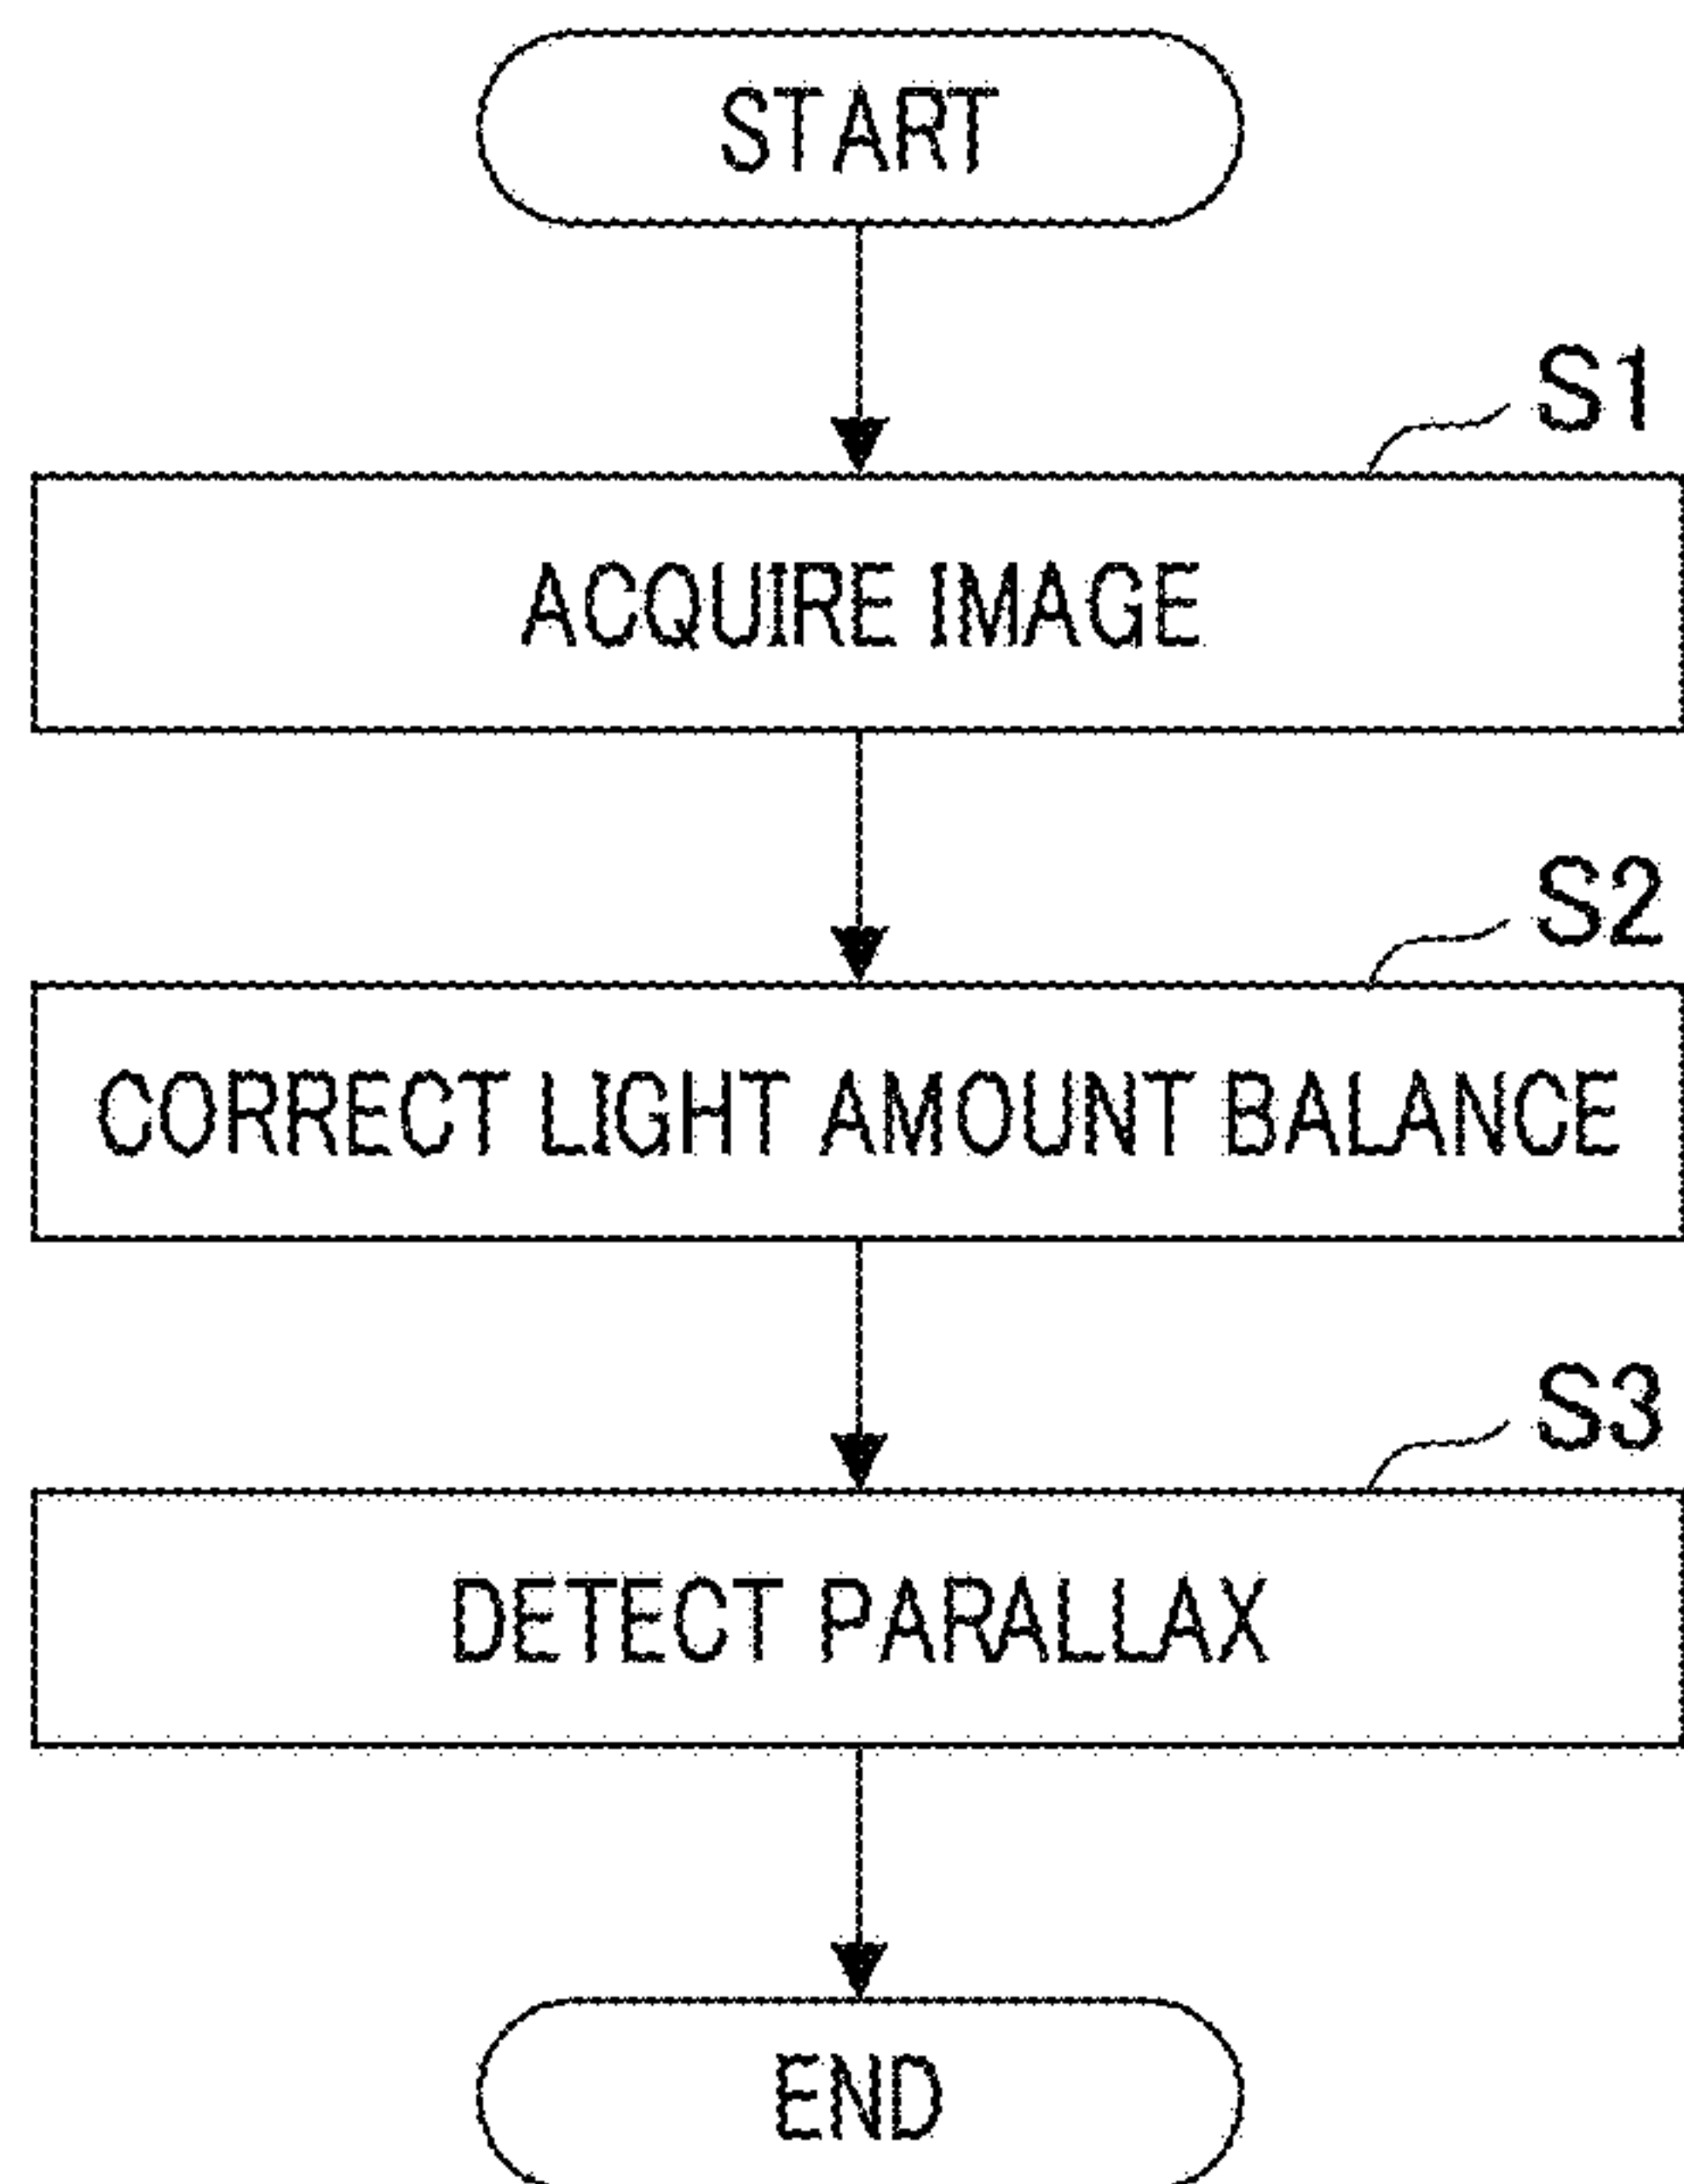 START
S1
ACQUIRE IMAGE
S2
CORRECT LIGHT AMOUNT BALANCE
S3
DETECT PARALLAX
END